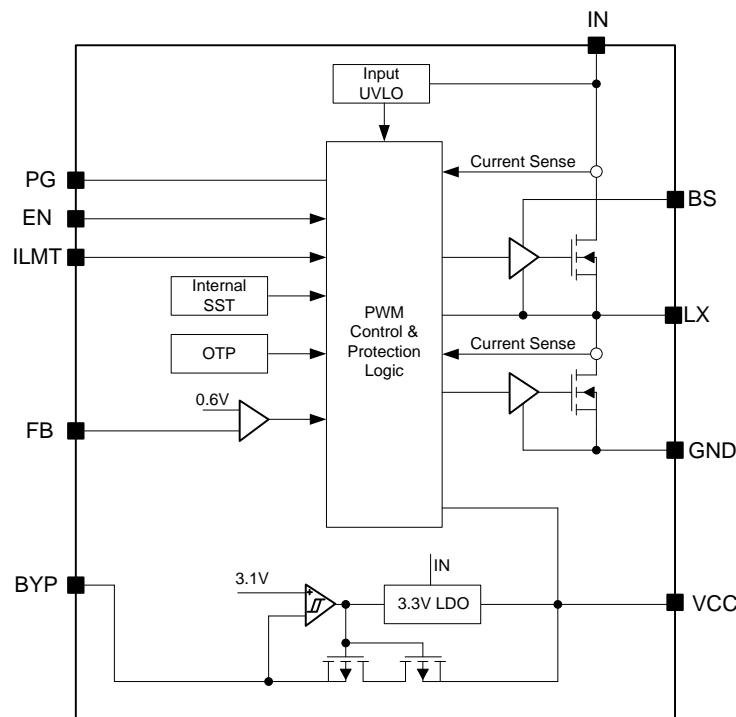 IN
Input
UVLO
Current Sense
PG
BS
EN
ILMT
Internal
SST
PWM
Control &
Protection
Logic
LX
OTP
Current Sense
0.6V
FB
GND
IN
BYP
3.1V
+
3.3V LDO
VCC